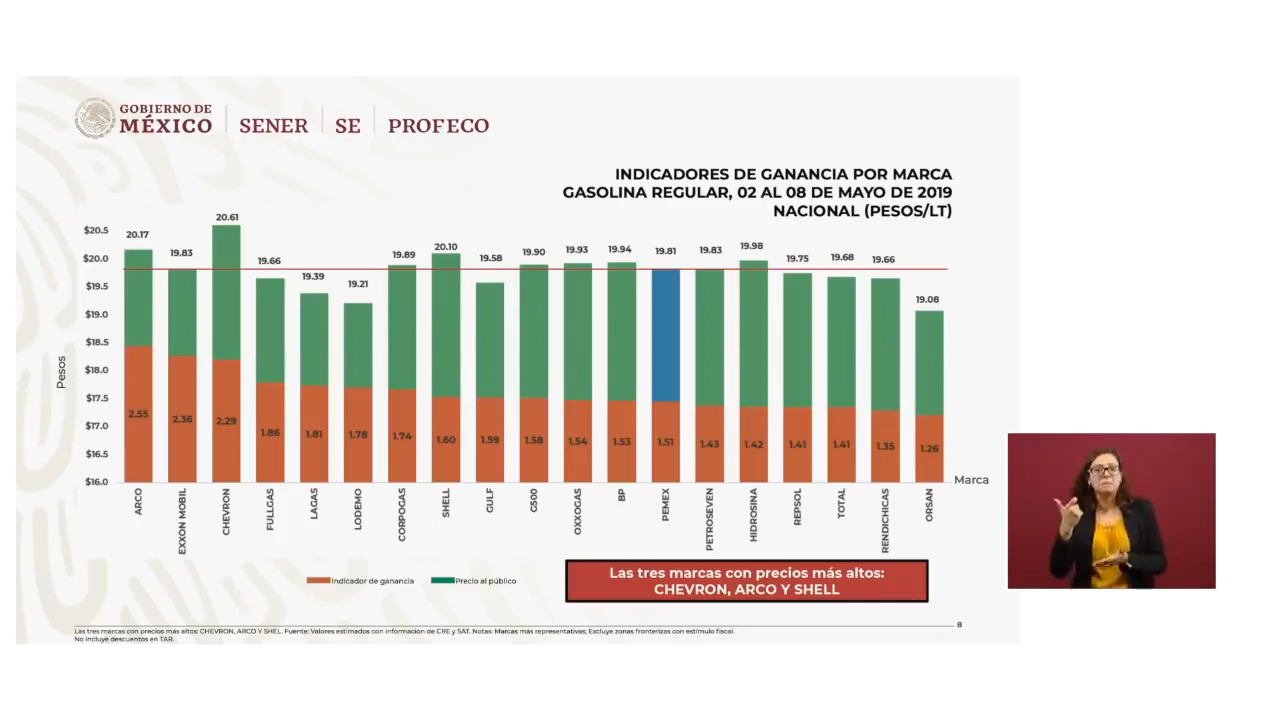 GOBIERNO DE
MÉXICO
SENER
SE
PROFECO
INDICADORES DE GANANCIA POR MARCA
GASOLINA REGULAR, 02 AL 08 DE MAYO DE 2019
NACIONAL (PESOS/LT)
$20.5
$20.0
$19.5
$19.0
$18.5
$18.0
$17.5
$17.0
$16.5
$16.0
Pesos
20.17
19.83
20.61
19.66
19.39
19.21
19.89
20.10
19.58
19.90
19.93
19.94
19.81
19.83
19.98
19.75
19.68
19.66
19.08
2.55
2.36
2.29
1.86
1.81
1.78
1.74
1.60
1.59
1.58
1.54
1.53
1.51
1.43
1.42
1.41
1.41
1.35
1.26
ARCO
EXXON MOBIL
CHEVRON
FULLGAS
LAGAS
LODEMO
CORPOGAS
SHELL
GULF
G500
OXXOGAS
BP
PEMEX
PETROSEVEN
HIDROSINA
REPSOL
TOTAL
RENDICHICAS
ORSAN
Marca
Indicador de ganancia
Precio al público
Las tres marcas con precios más altos:
CHEVRON, ARCO Y SHELL
Las tres marcas con precios más altos: CHEVRON, ARCO Y SHEL. Fuente: Valores estimados con información de CRE y SAT. Notas: Marcas más representativas; Excluye zonas fronterizas con estímulo fiscal.
No incluye descuentos en TAR.
8